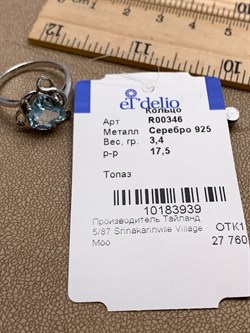 el'delio
Кольцо
Арт R00346
Металл Серебро 925
Вес, гр. 3,4
р-р 17,5
Топаз
10183939
Производитель Тайланд
5/87 Srinakarinville Village
Moo
ОТК1
27 760